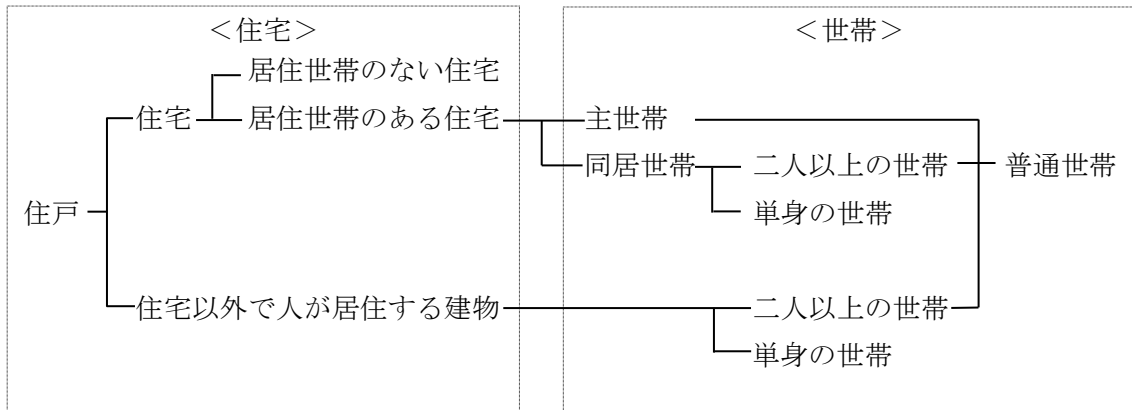 ＜住宅＞ ＜世帯＞
居住世帯のない住宅
住宅 居住世帯のある住宅 主世帯
同居世帯 二人以上の世帯 普通世帯
住戸 単身の世帯
住宅以外で人が居住する建物 二人以上の世帯
単身の世帯